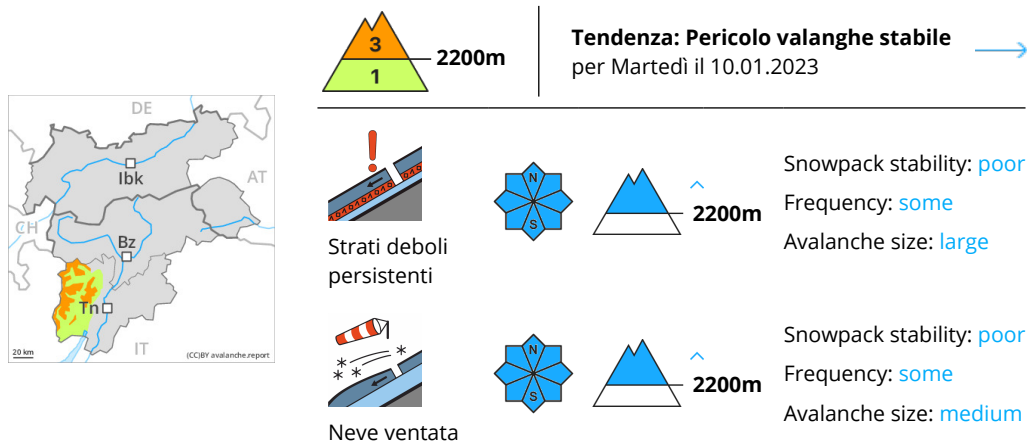 3
1
2200m
Tendenza: Pericolo valanghe stabile
per Martedì il 10.01.2023
DE
Ibk
AT
CH
Bz
Tn
IT
20 km
(CC)BY avalanche.report
Strati deboli
persistenti
N
S
2200m
Snowpack stability: poor
Frequency: some
Avalanche size: large
Neve ventata
N
S
2200m
Snowpack stability: poor
Frequency: some
Avalanche size: medium